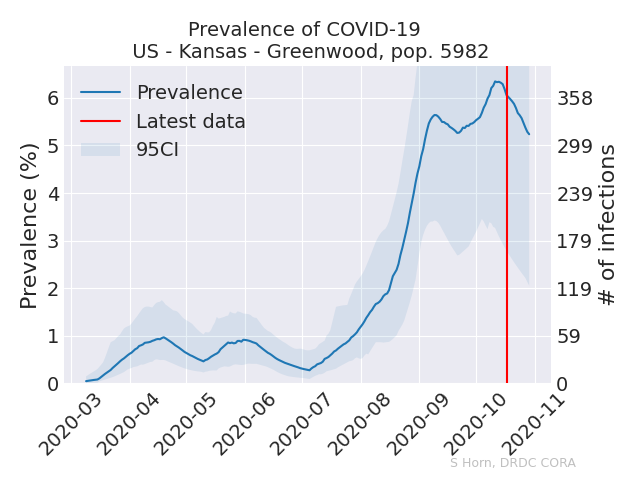 Prevalence of COVID-19
US - Kansas - Greenwood, pop. 5982
Prevalence
Latest data
95CI
Prevalence (%)
6
5
4
3
2
1
0
358
299
239
179
119
59
0
# of infections
2020-03
2020-04
2020-05
2020-06
2020-07
2020-08
2020-09
2020-10
2020-11
S Horn, DRDC CORA